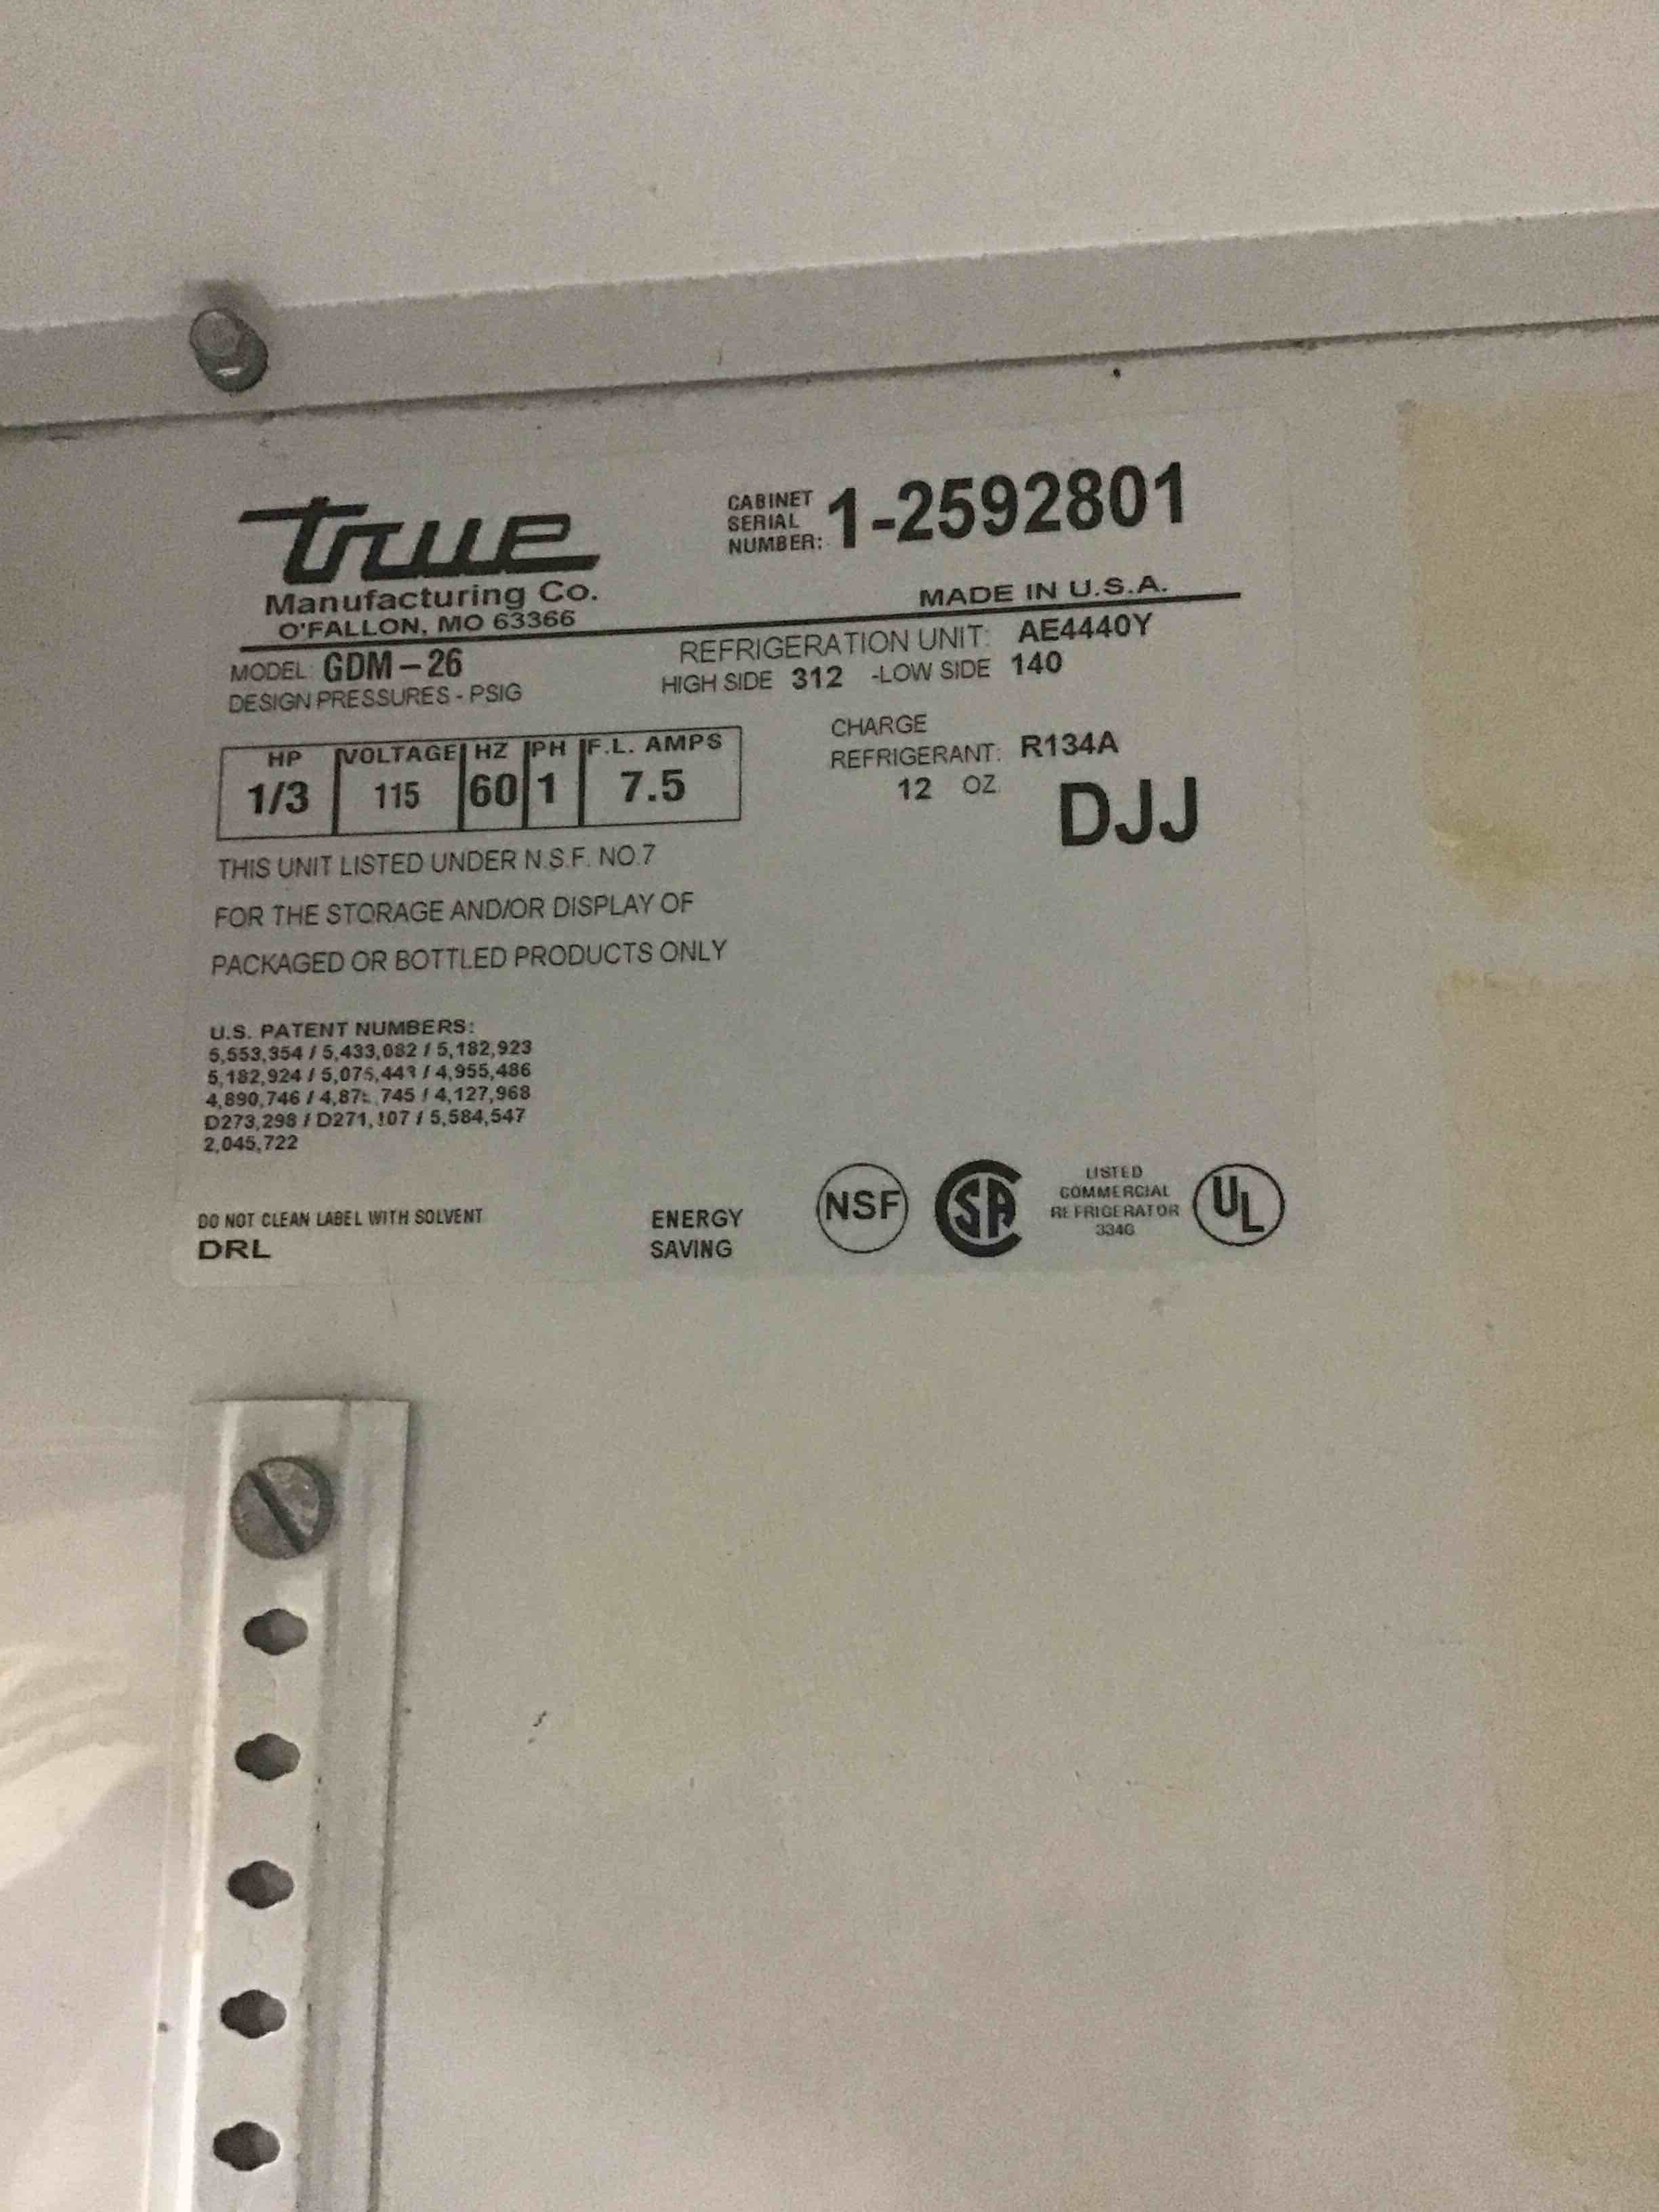 true
Manufacturing Co.
O'FALLON, MO 63366
CABINET
SERIAL
NUMBER: 1-2592801
MADE IN U.S.A.
MODEL: GDM-26
REFRIGERATION UNIT: AE4440Y
DESIGN PRESSURES - PSIG
HIGH SIDE 312 -LOW SIDE 140
HP VOLTAGE HZ PH F.L. AMPS
1/3 115 60 1 7.5
CHARGE
REFRIGERANT: R134A
12 OZ
DJJ
THIS UNIT LISTED UNDER N.S.F. NO.7
FOR THE STORAGE AND/OR DISPLAY OF
PACKAGED OR BOTTLED PRODUCTS ONLY
U.S. PATENT NUMBERS:
5,553,354 / 5,433,082 / 5,182,923
5,182,924 / / 4,955,486
4,890,746 / / 4,127,968
D273,298 / / 5,584,547
2,045,722
DO NOT CLEAN LABEL WITH SOLVENT
DRL
ENERGY
SAVING
NSF
SA
LISTED
COMMERCIAL
REFRIGERATOR
334G
UL